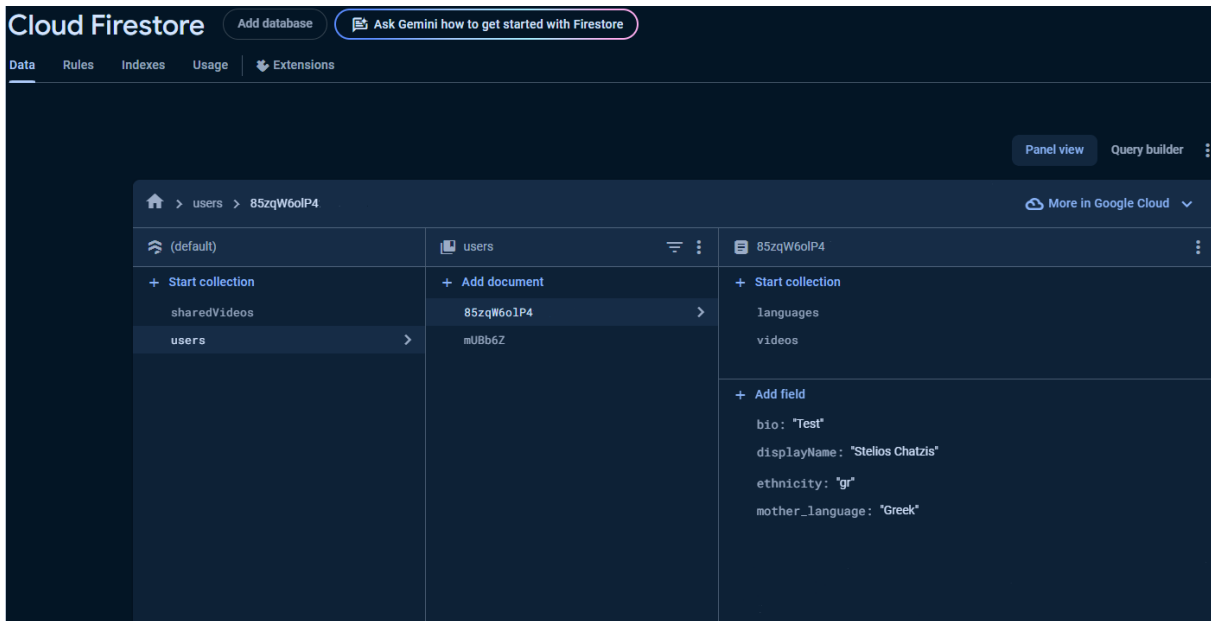 Cloud Firestore Add database Ask Gemini how to get started with Firestore
Data Rules Indexes Usage Extensions
Panel view Query builder
users > 85zqW6olP4 More in Google Cloud
(default) users 85zqW6olP4
+ Start collection + Add document + Start collection
sharedVideos 85zqW6olP4 languages
users mUBb6Z videos
+ Add field
bio: "Test"
displayName: "Stelios Chatzis"
ethnicity: "gr"
mother_language: "Greek"